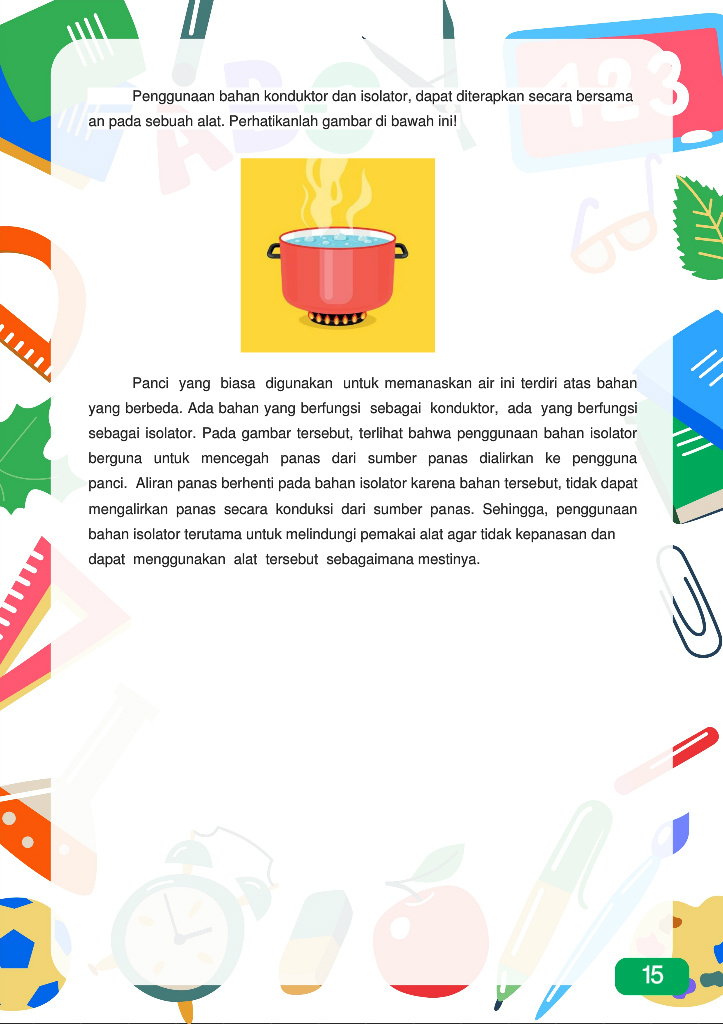 ABC
123
Penggunaan bahan konduktor dan isolator, dapat diterapkan secara bersama
an pada sebuah alat. Perhatikanlah gambar di bawah ini!
Panci yang biasa digunakan untuk memanaskan air ini terdiri atas bahan
yang berbeda. Ada bahan yang berfungsi sebagai konduktor, ada yang berfungsi
sebagai isolator. Pada gambar tersebut, terlihat bahwa penggunaan bahan isolator
berguna untuk mencegah panas dari sumber panas dialirkan ke pengguna
panci. Aliran panas berhenti pada bahan isolator karena bahan tersebut, tidak dapat
mengalirkan panas secara konduksi dari sumber panas. Sehingga, penggunaan
bahan isolator terutama untuk melindungi pemakai alat agar tidak kepanasan dan
dapat menggunakan alat tersebut sebagaimana mestinya.
15